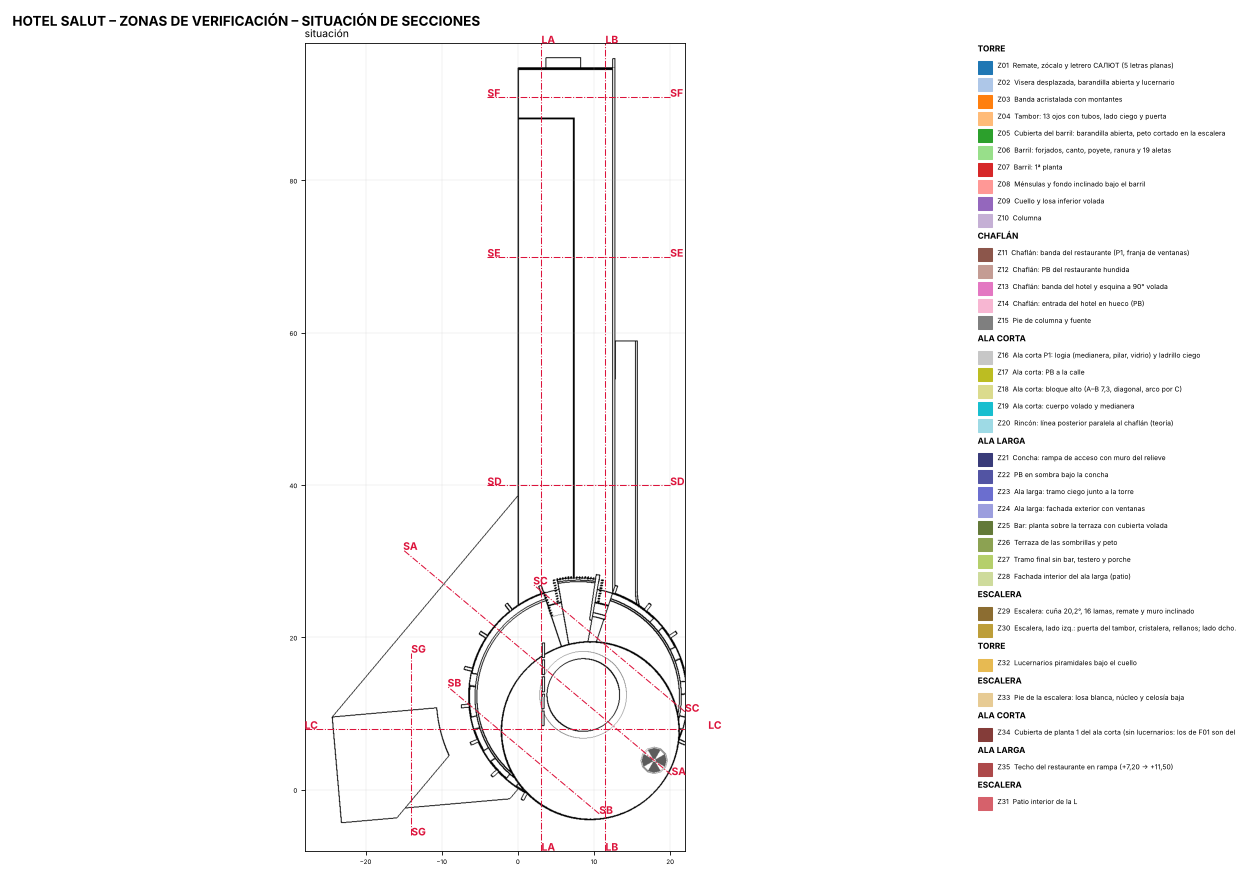 HOTEL SALUT – ZONAS DE VERIFICACIÓN – SITUACIÓN DE SECCIONES
situación
LA
LB
SF
SF
80
SE
SE
60
SD
SD
40
SA
SC
20
SG
SB
SC
LC
LC
SA
0
SB
SG
LA
LB
−20
−10
0
10
20
TORRE
Z01 Remate, zócalo y letrero САЛЮТ (5 letras planas)
Z02 Visera desplazada, barandilla abierta y lucernario
Z03 Banda acristalada con montantes
Z04 Tambor: 13 ojos con tubos, lado ciego y puerta
Z05 Cubierta del barril: barandilla abierta, peto cortado en la escalera
Z06 Barril: forjados, canto, poyete, ranura y 19 aletas
Z07 Barril: 1ª planta
Z08 Ménsulas y fondo inclinado bajo el barril
Z09 Cuello y losa inferior volada
Z10 Columna
CHAFLÁN
Z11 Chaflán: banda del restaurante (P1, franja de ventanas)
Z12 Chaflán: PB del restaurante hundida
Z13 Chaflán: banda del hotel y esquina a 90° volada
Z14 Chaflán: entrada del hotel en hueco (PB)
Z15 Pie de columna y fuente
ALA CORTA
Z16 Ala corta P1: logia (medianera, pilar, vidrio) y ladrillo ciego
Z17 Ala corta: PB a la calle
Z18 Ala corta: bloque alto (A–B 7,3, diagonal, arco por C)
Z19 Ala corta: cuerpo volado y medianera
Z20 Rincón: línea posterior paralela al chaflán (teoría)
ALA LARGA
Z21 Concha: rampa de acceso con muro del relieve
Z22 PB en sombra bajo la concha
Z23 Ala larga: tramo ciego junto a la torre
Z24 Ala larga: fachada exterior con ventanas
Z25 Bar: planta sobre la terraza con cubierta volada
Z26 Terraza de las sombrillas y peto
Z27 Tramo final sin bar, testero y porche
Z28 Fachada interior del ala larga (patio)
ESCALERA
Z29 Escalera: cuña 20,2°, 16 lamas, remate y muro inclinado
Z30 Escalera, lado izq.: puerta del tambor, cristalera, rellanos; lado dcho.
TORRE
Z32 Lucernarios piramidales bajo el cuello
ESCALERA
Z33 Pie de la escalera: losa blanca, núcleo y celosía baja
ALA CORTA
Z34 Cubierta de planta 1 del ala corta (sin lucernarios: los de F01 son del
ALA LARGA
Z35 Techo del restaurante en rampa (+7,20 → +11,50)
ESCALERA
Z31 Patio interior de la L